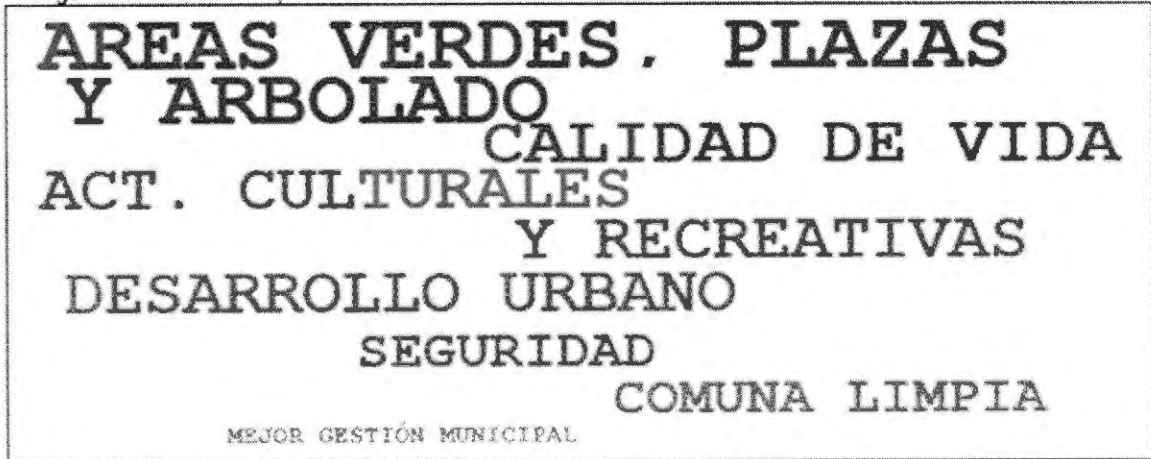 AREAS VERDES, PLAZAS
Y ARBOLADO
CALIDAD DE VIDA
ACT. CULTURALES
Y RECREATIVAS
DESARROLLO URBANO
SEGURIDAD
COMUNA LIMPIA
MEJOR GESTIÓN MUNICIPAL